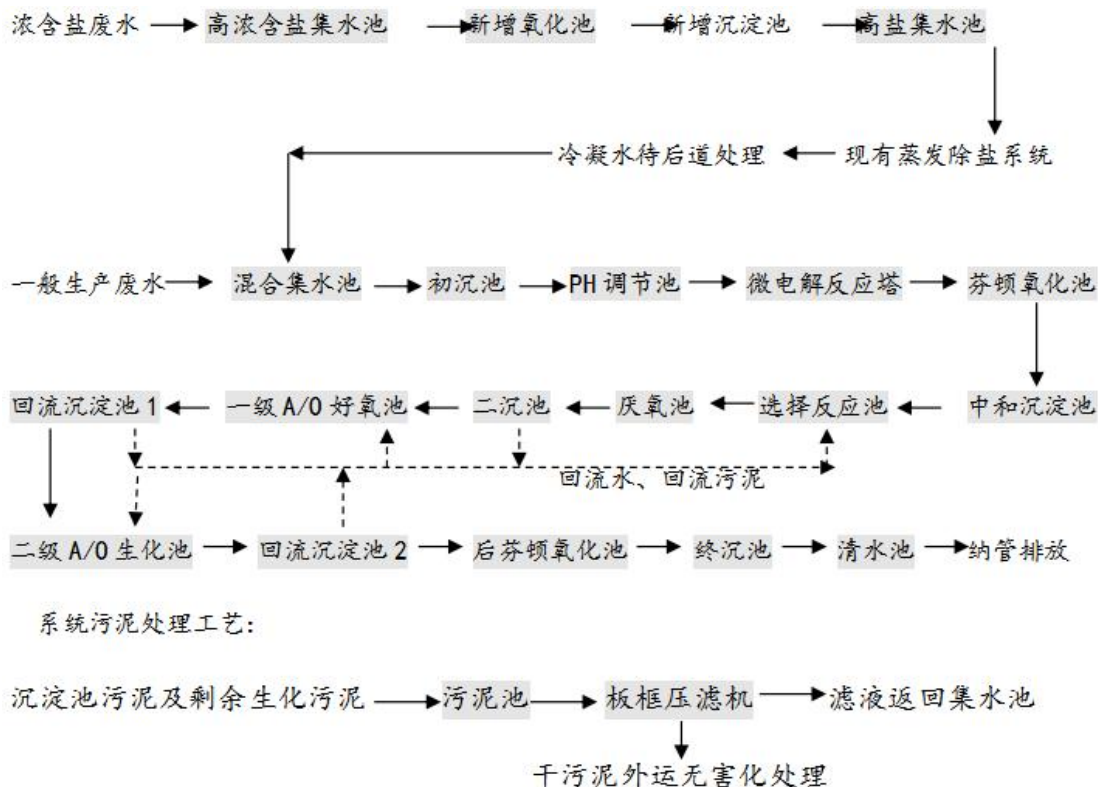 浓含盐废水 高浓含盐集水池 新增氧化池 新增沉淀池 高盐集水池
冷凝水待后道处理 现有蒸发除盐系统
一般生产废水 混合集水池 初沉池 PH调节池 微电解反应塔 芬顿氧化池
回流沉淀池1 一级A/O好氧池 二沉池 厌氧池 选择反应池 中和沉淀池
回流水、回流污泥
二级A/O生化池 回流沉淀池2 后芬顿氧化池 终沉池 清水池 纳管排放
系统污泥处理工艺：
沉淀池污泥及剩余生化污泥 污泥池 板框压滤机 滤液返回集水池
干污泥外运无害化处理